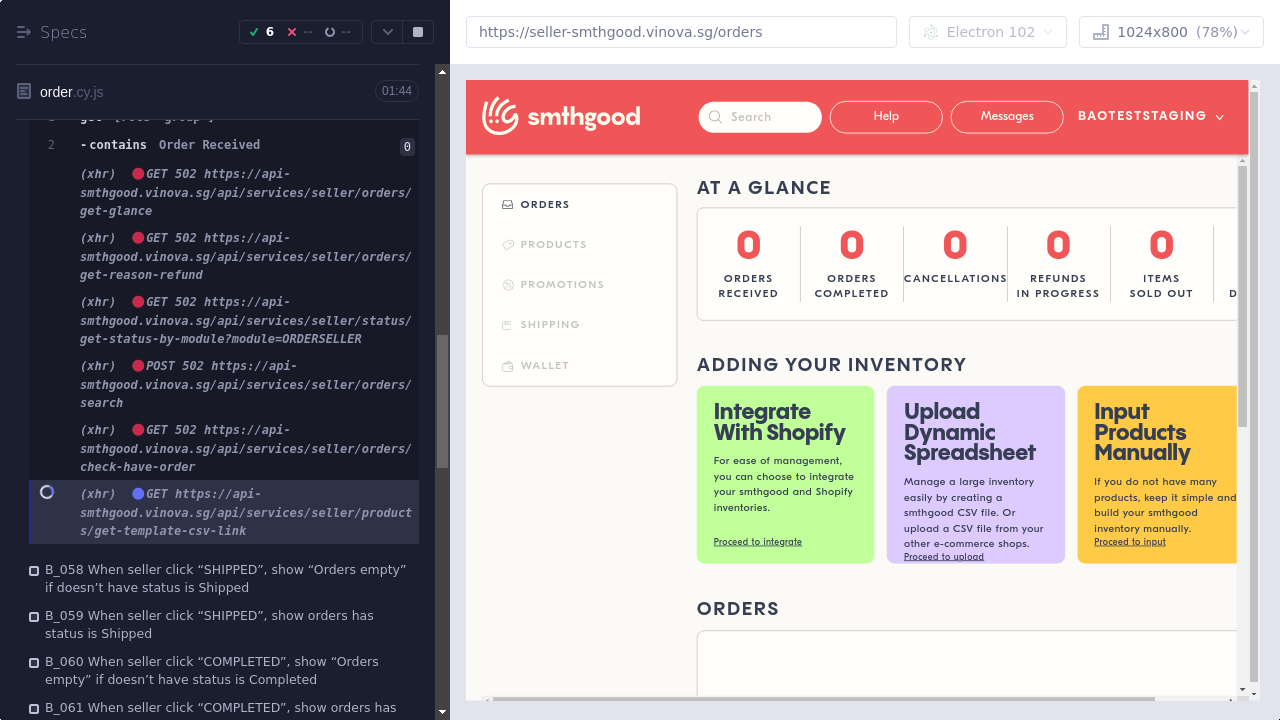 Specs
6
--
--
https://seller-smthgood.vinova.sg/orders
Electron 102
1024x800 (78%)
order.cy.js
01:44
2 -contains Order Received 0
(xhr) GET 502 https://api-
smthgood.vinova.sg/api/services/seller/orders/
get-glance
(xhr) GET 502 https://api-
smthgood.vinova.sg/api/services/seller/orders/
get-reason-refund
(xhr) GET 502 https://api-
smthgood.vinova.sg/api/services/seller/status/
get-status-by-module?module=ORDERSELLER
(xhr) POST 502 https://api-
smthgood.vinova.sg/api/services/seller/orders/
search
(xhr) GET 502 https://api-
smthgood.vinova.sg/api/services/seller/orders/
check-have-order
(xhr) GET https://api-
smthgood.vinova.sg/api/services/seller/product
s/get-template-csv-link
B_058 When seller click “SHIPPED”, show “Orders empty”
if doesn’t have status is Shipped
B_059 When seller click “SHIPPED”, show orders has
status is Shipped
B_060 When seller click “COMPLETED”, show “Orders
empty” if doesn’t have status is Completed
B_061 When seller click “COMPLETED”, show orders has
smthgood
Search
Help
Messages
BAOTESTSTAGING
ORDERS
PRODUCTS
PROMOTIONS
SHIPPING
WALLET
AT A GLANCE
0
ORDERS
RECEIVED
0
ORDERS
COMPLETED
0
CANCELLATIONS
0
REFUNDS
IN PROGRESS
0
ITEMS
SOLD OUT
D
ADDING YOUR INVENTORY
Integrate
With Shopify
For ease of management,
you can choose to integrate
your smthgood and Shopify
inventories.
Proceed to integrate
Upload
Dynamic
Spreadsheet
Manage a large inventory
easily by creating a
smthgood CSV file. Or
upload a CSV file from your
other e-commerce shops.
Proceed to upload
Input
Products
Manually
If you do not have many
products, keep it simple and
build your smthgood
inventory manually.
Proceed to input
ORDERS